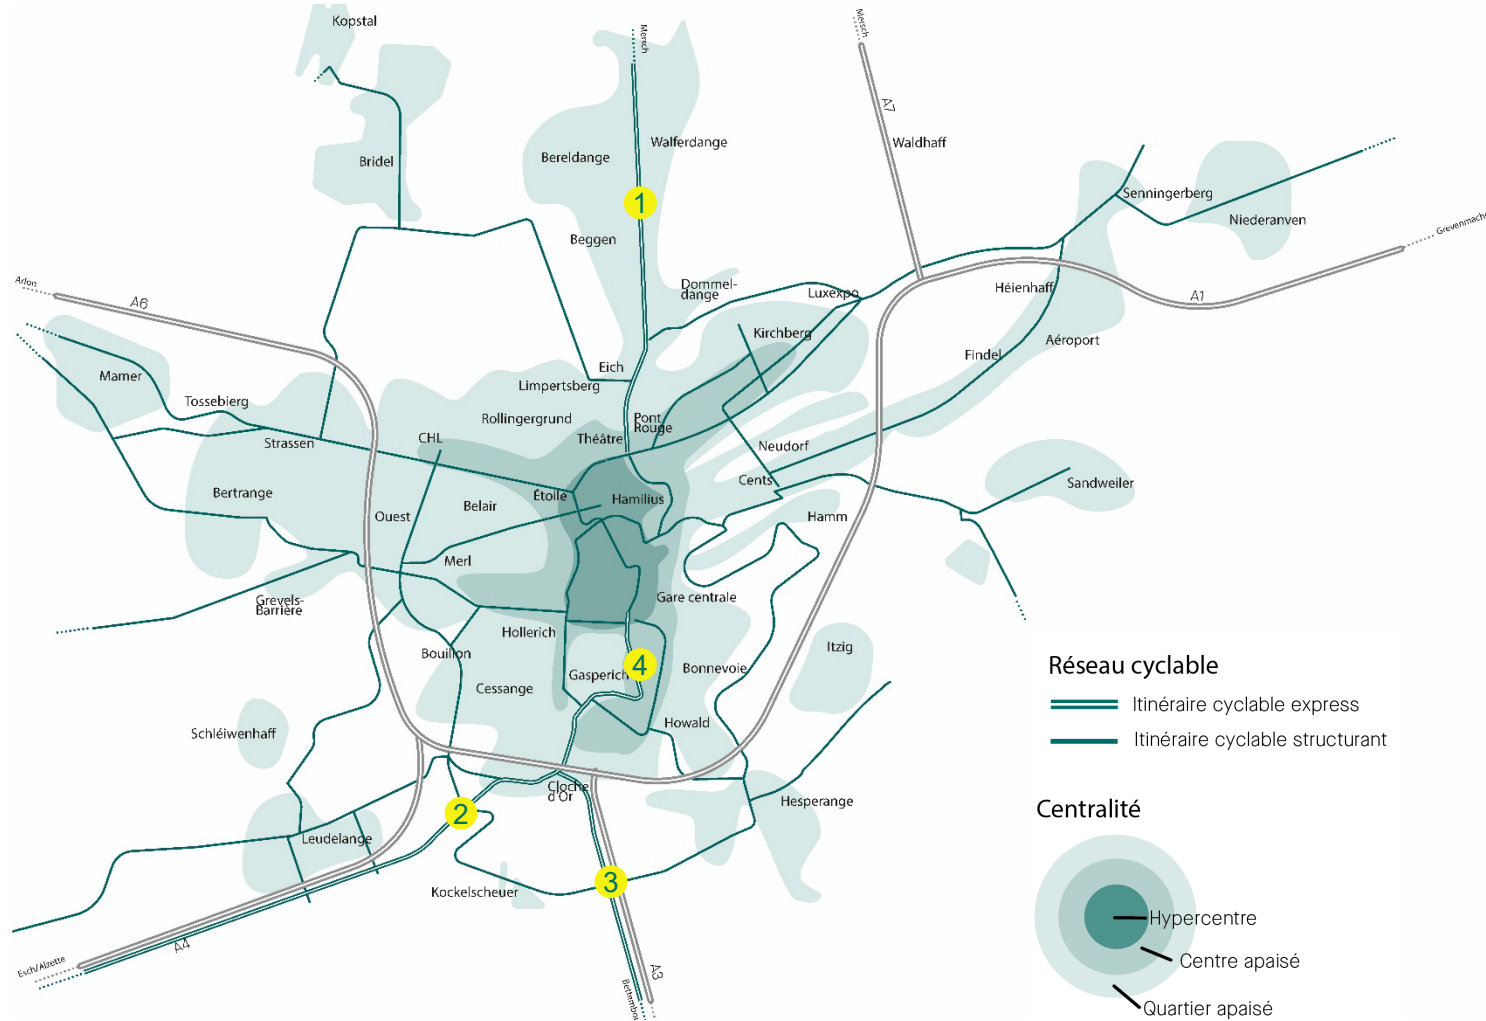 Kopstal
Mersch
Mersch
A7
Bridel
Bereldange
Walferdange
Waldhaff
1
Senningerberg
Niederanven
Beggen
Grevenmache
Arlon
A6
Dommel-
dange
Luxexpo
Héienhaff
A1
Kirchberg
Aéroport
Findel
Eich
Mamer
Limpertsberg
Tossebierg
Rollingergrund
Pont
Rouge
Théâtre
CHL
Strassen
Neudorf
Cents
Sandweiler
Bertrange
Étoile
Hamilius
Belair
Ouest
Hamm
Merl
Grevels-
Barrière
Gare centrale
Hollerich
Itzig
Bouillon
4
Gasperich
Bonnevoie
Cessange
Howald
Schléiwenhaff
Cloche
d'Or
Hesperange
2
Leudelange
3
Kockelscheuer
A4
Esch/Alzette
A3
Bettembou
Réseau cyclable
Itinéraire cyclable express
Itinéraire cyclable structurant
Centralité
Hypercentre
Centre apaisé
Quartier apaisé